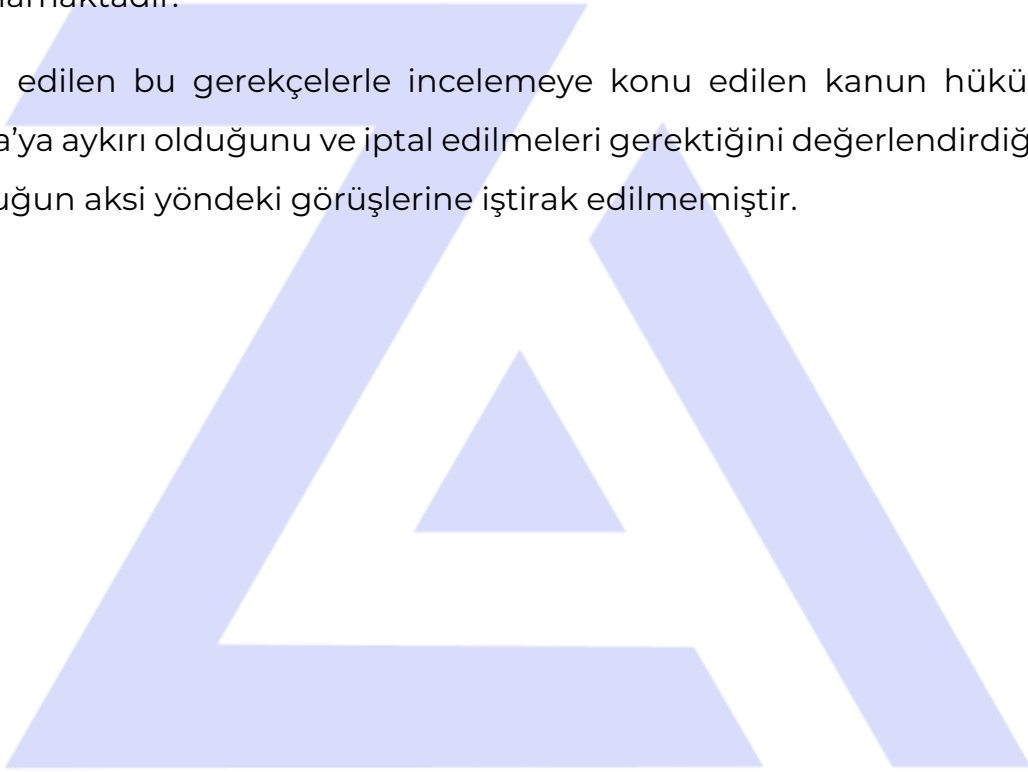 edilen bu gerekçelerle incelemeye konu edilen kanun hükü
a’ya aykırı olduğunu ve iptal edilmeleri gerektiğini değerlendirdiğ
uğun aksi yöndeki görüşlerine iştirak edilmemiştir.